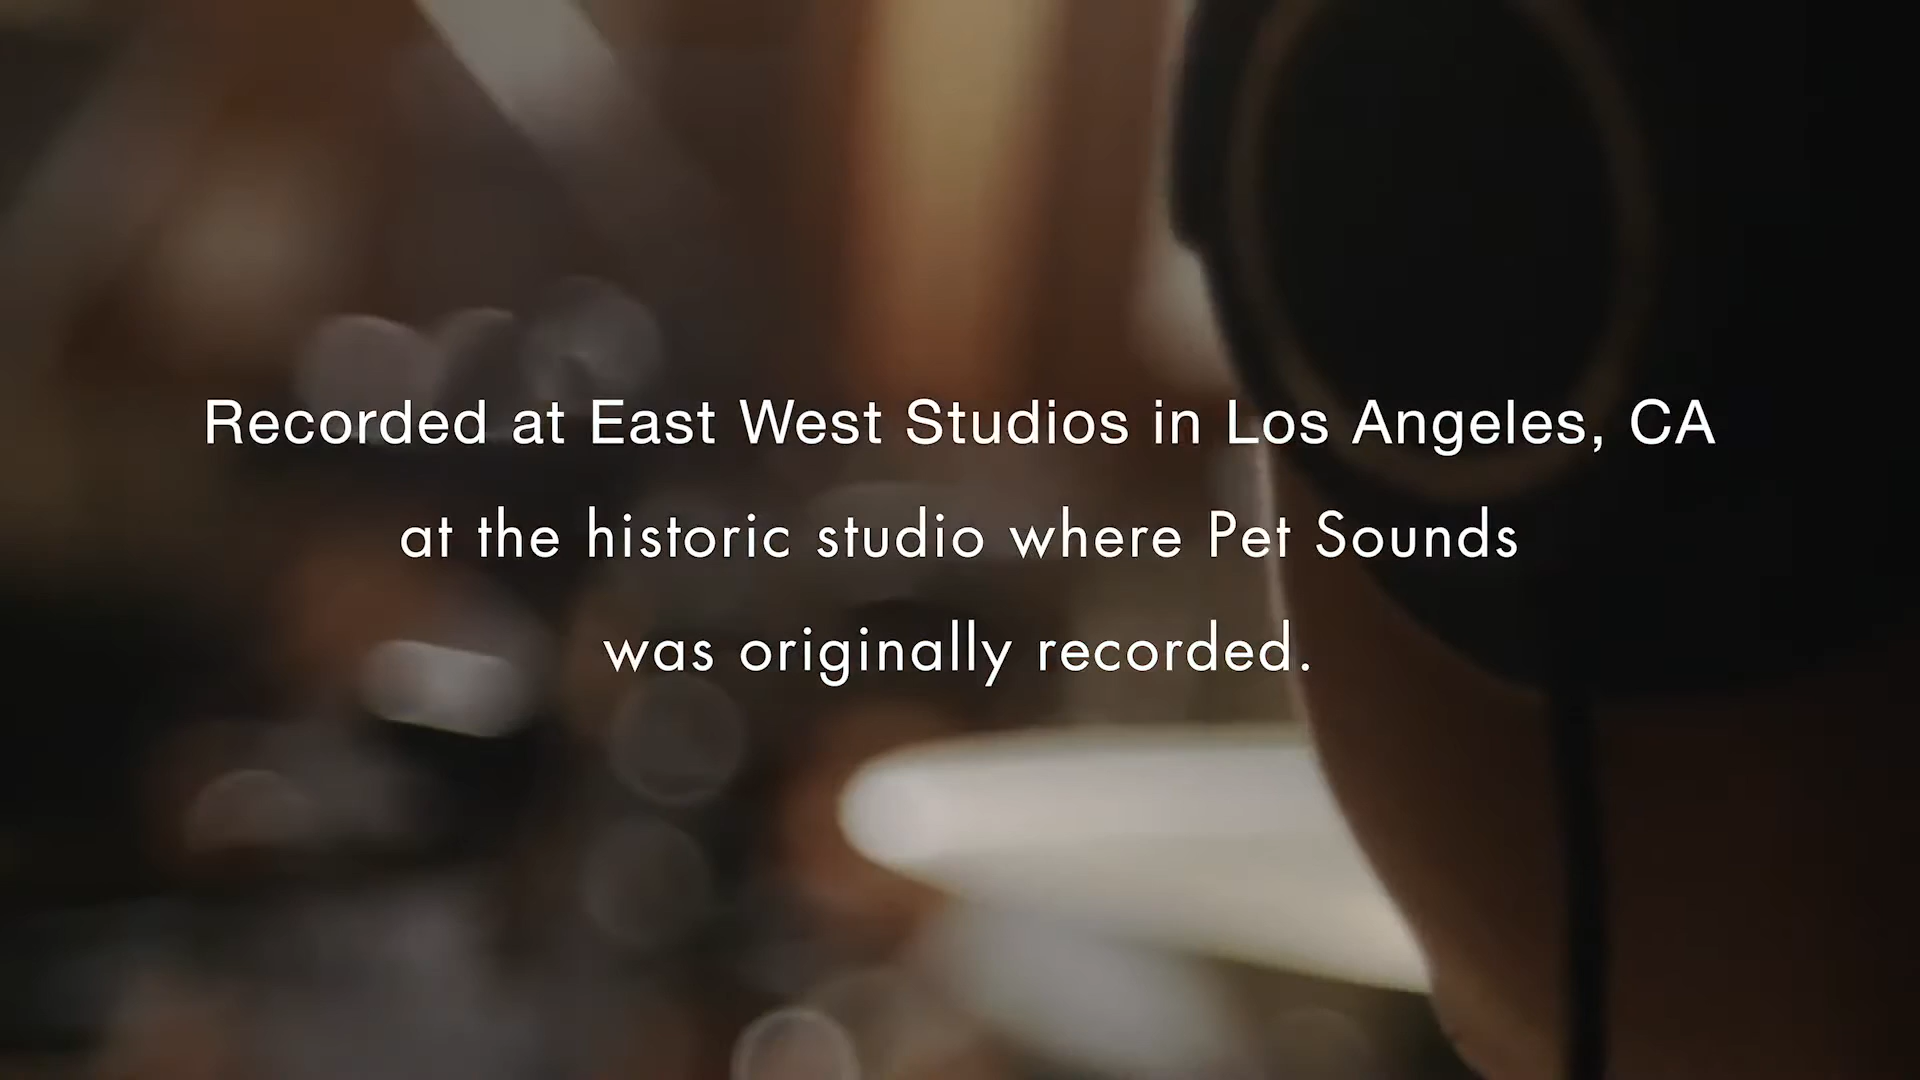 Recorded at East West Studios in Los Angeles, CA
at the historic studio where Pet Sounds
was originally recorded.